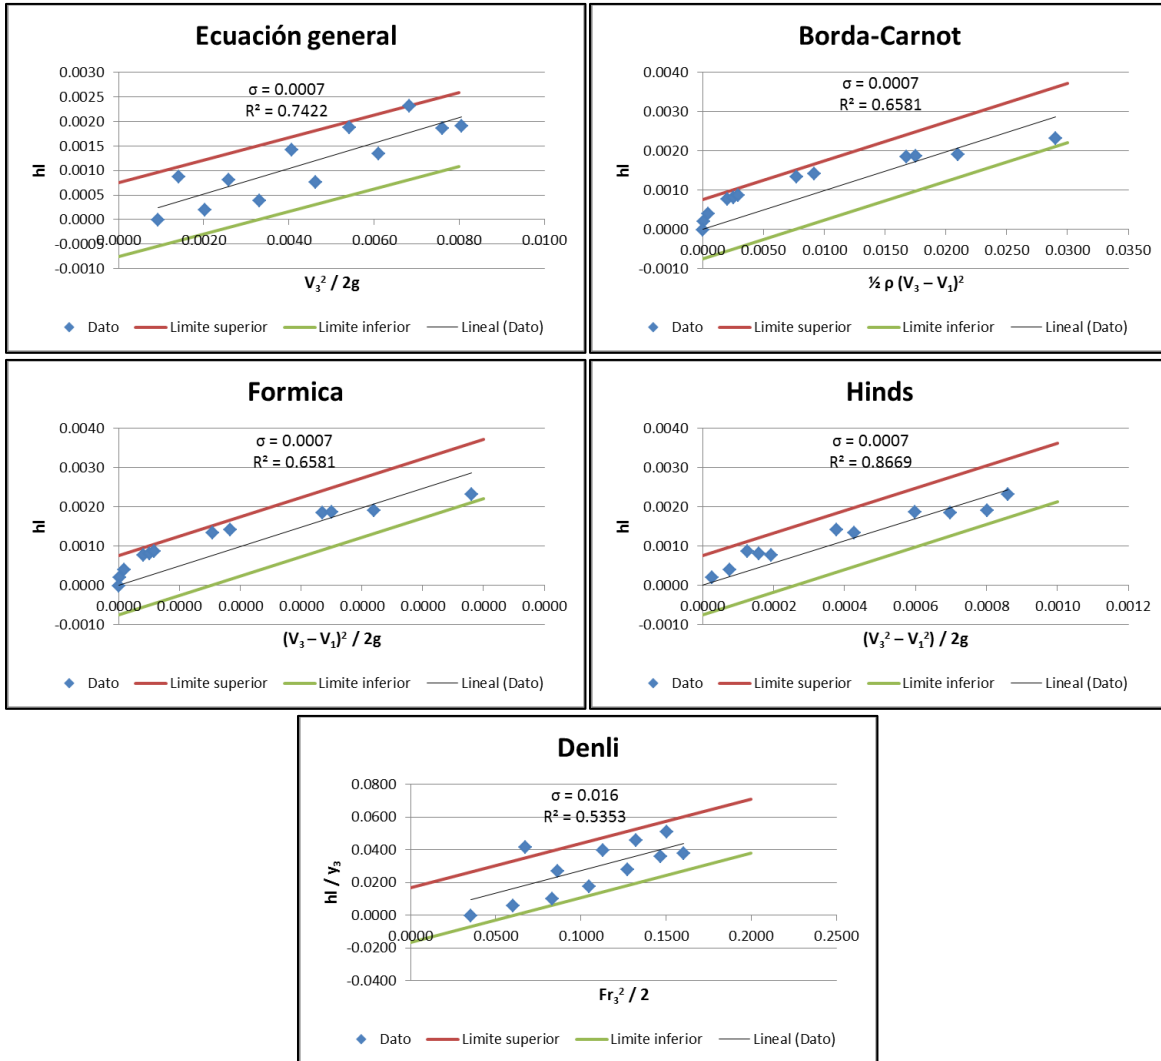 Ecuación general
σ = 0.0007
R² = 0.7422
0.0030
0.0025
0.0020
0.0015
0.0010
0.0005
0.0000
-0.0005
-0.0010
0.0000 0.0020 0.0040 0.0060 0.0080 0.0100
hl
V₃² / 2g
Dato Limite superior Limite inferior Lineal (Dato)
Borda-Carnot
σ = 0.0007
R² = 0.6581
0.0040
0.0030
0.0020
0.0010
0.0000
-0.0010
0.0000 0.0050 0.0100 0.0150 0.0200 0.0250 0.0300 0.0350
hl
½ ρ (V₃ – V₁)²
Dato Limite superior Limite inferior Lineal (Dato)
Formica
σ = 0.0007
R² = 0.6581
0.0040
0.0030
0.0020
0.0010
0.0000
-0.0010
0.0000 0.0000 0.0000 0.0000 0.0000 0.0000 0.0000 0.0000
hl
(V₃ – V₁)² / 2g
Dato Limite superior Limite inferior Lineal (Dato)
Hinds
σ = 0.0007
R² = 0.8669
0.0040
0.0030
0.0020
0.0010
0.0000
-0.0010
0.0000 0.0002 0.0004 0.0006 0.0008 0.0010 0.0012
hl
(V₃² – V₁²) / 2g
Dato Limite superior Limite inferior Lineal (Dato)
Denli
σ = 0.016
R² = 0.5353
0.0800
0.0600
0.0400
0.0200
0.0000
-0.0200
-0.0400
0.0000 0.0500 0.1000 0.1500 0.2000 0.2500
hl / y₃
Fr₃² / 2
Dato Limite superior Limite inferior Lineal (Dato)